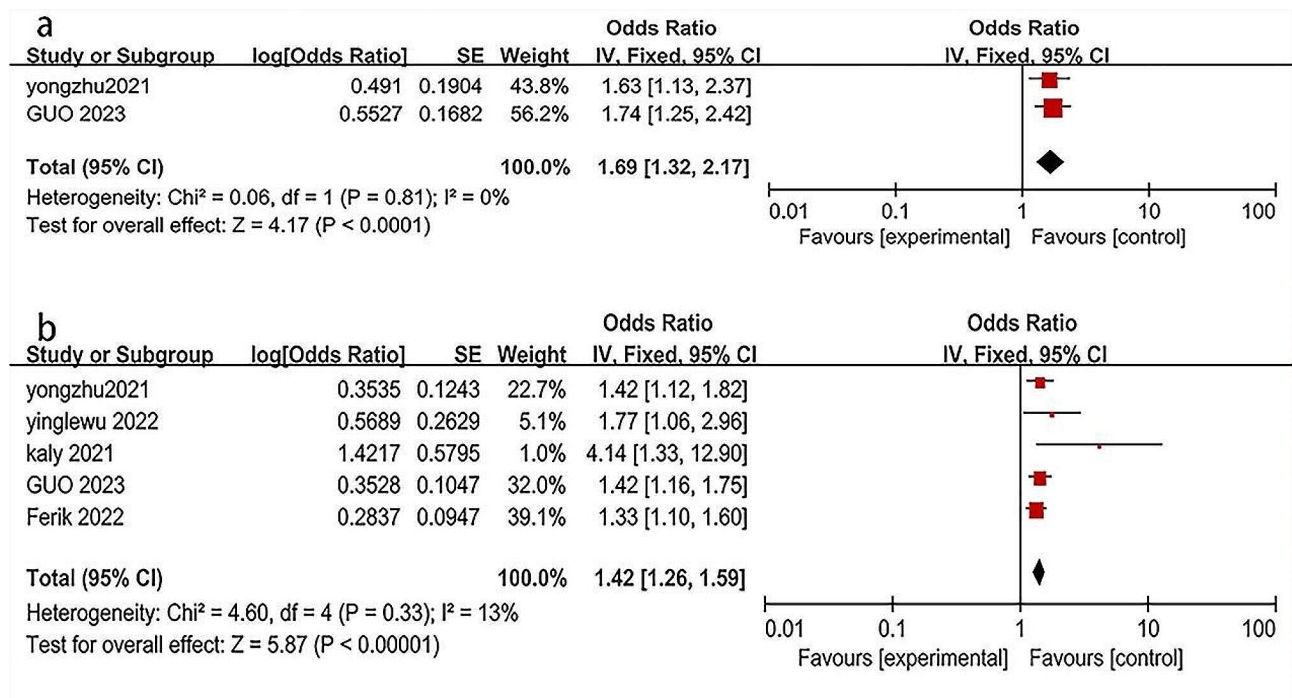 a
Odds Ratio Odds Ratio
Study or Subgroup log[Odds Ratio] SE Weight IV, Fixed, 95% CI IV, Fixed, 95% CI
yongzhu2021 0.491 0.1904 43.8% 1.63 [1.13, 2.37]
GUO 2023 0.5527 0.1682 56.2% 1.74 [1.25, 2.42]
Total (95% CI) 100.0% 1.69 [1.32, 2.17]
Heterogeneity: Chi² = 0.06, df = 1 (P = 0.81); I² = 0%
Test for overall effect: Z = 4.17 (P < 0.0001)
0.01 0.1 1 10 100
Favours [experimental] Favours [control]
b
Odds Ratio Odds Ratio
Study or Subgroup log[Odds Ratio] SE Weight IV, Fixed, 95% CI IV, Fixed, 95% CI
yongzhu2021 0.3535 0.1243 22.7% 1.42 [1.12, 1.82]
yinglewu 2022 0.5689 0.2629 5.1% 1.77 [1.06, 2.96]
kaly 2021 1.4217 0.5795 1.0% 4.14 [1.33, 12.90]
GUO 2023 0.3528 0.1047 32.0% 1.42 [1.16, 1.75]
Ferik 2022 0.2837 0.0947 39.1% 1.33 [1.10, 1.60]
Total (95% CI) 100.0% 1.42 [1.26, 1.59]
Heterogeneity: Chi² = 4.60, df = 4 (P = 0.33); I² = 13%
Test for overall effect: Z = 5.87 (P < 0.00001)
0.01 0.1 1 10 100
Favours [experimental] Favours [control]